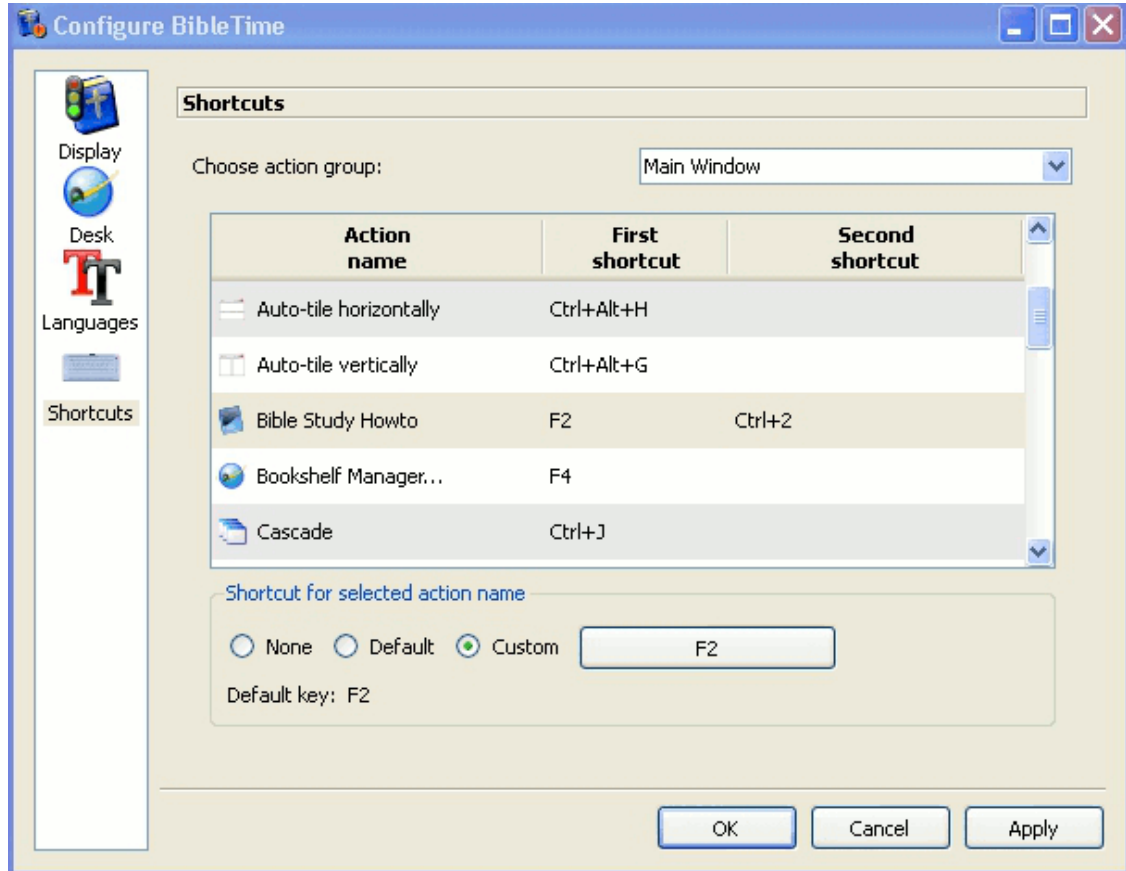 Configure BibleTime
Display
Desk
Languages
Shortcuts
Shortcuts
Choose action group: Main Window
Action name First shortcut Second shortcut
Auto-tile horizontally Ctrl+Alt+H
Auto-tile vertically Ctrl+Alt+G
Bible Study Howto F2 Ctrl+2
Bookshelf Manager... F4
Cascade Ctrl+J
Shortcut for selected action name
None Default Custom F2
Default key: F2
OK Cancel Apply